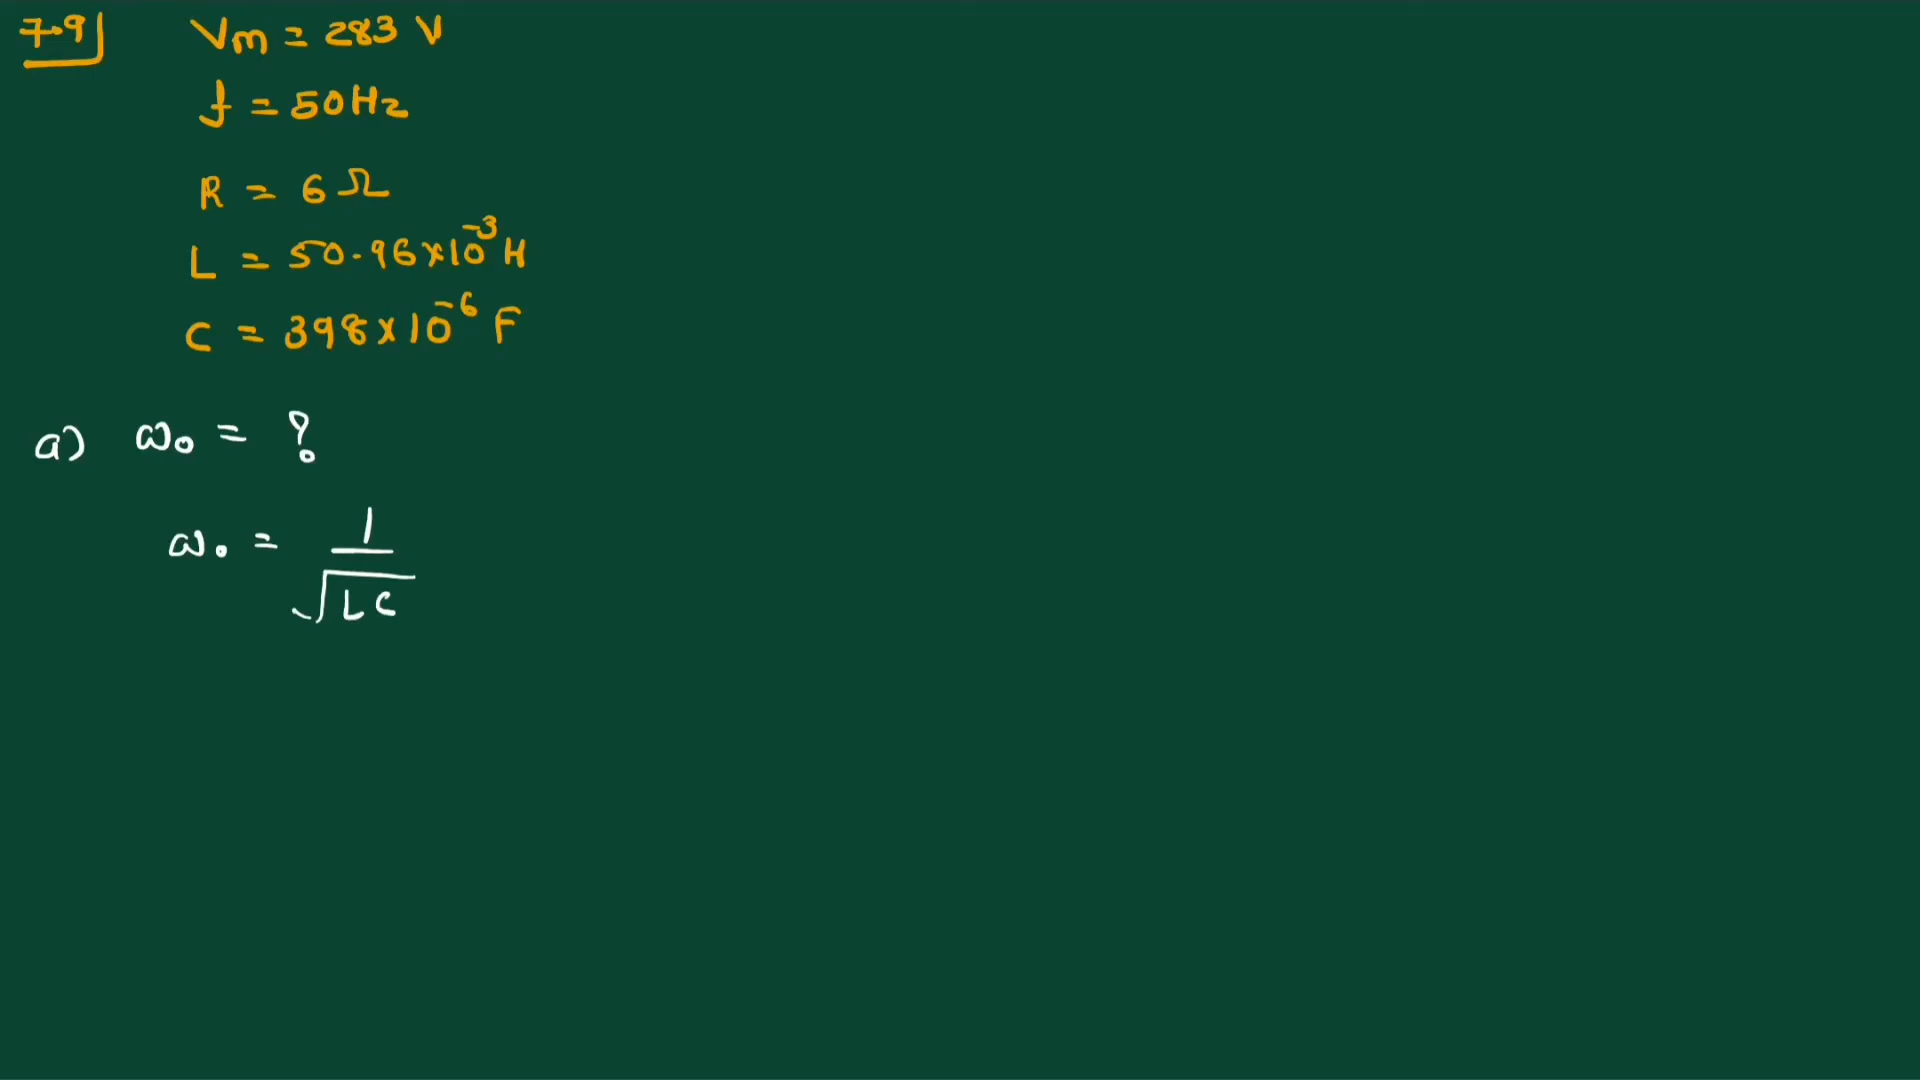 7.9
Vm = 283 V
f = 50Hz
R = 6 Ω
L = 50.96×10⁻³ H
C = 398×10⁻⁶ F
a) ω₀ = ?
ω₀ = 1/√LC